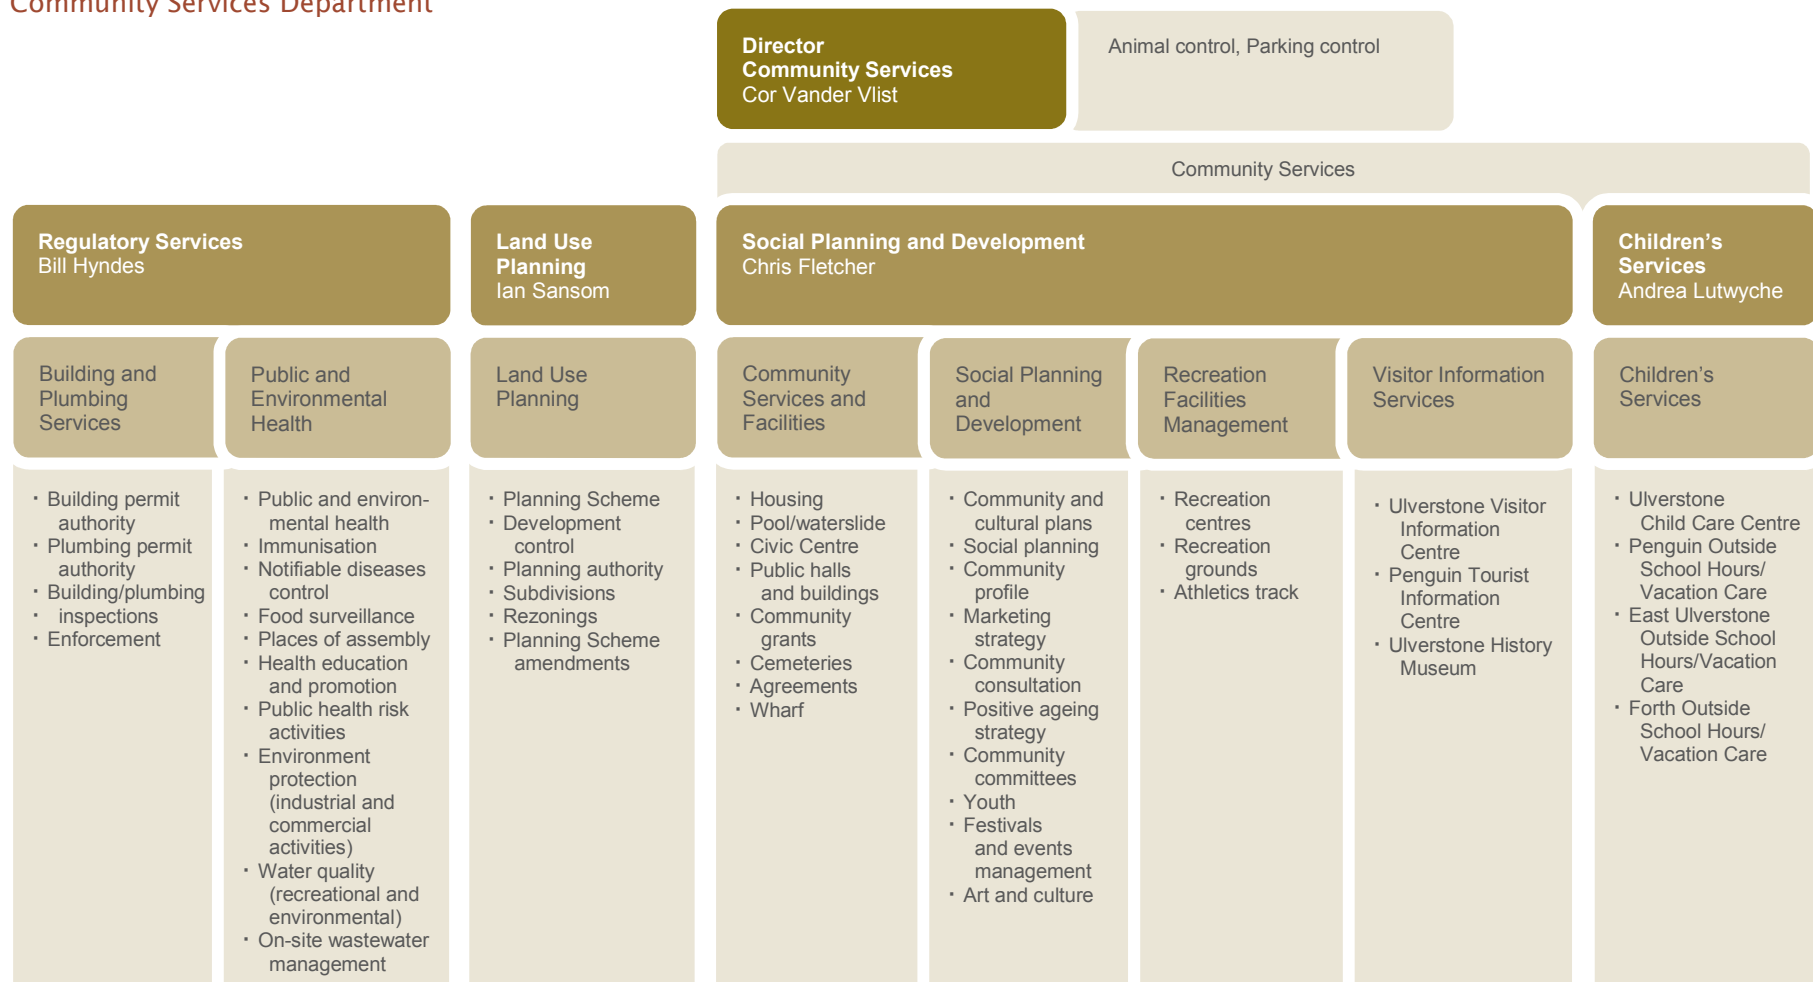 Community Services Department
Director
Community Services
Cor Vander Vlist
Animal control, Parking control
Community Services
Regulatory Services
Bill Hyndes
Land Use
Planning
Ian Sansom
Social Planning and Development
Chris Fletcher
Children's
Services
Andrea Lutwyche
Building and
Plumbing
Services
Public and
Environmental
Health
Land Use
Planning
Community
Services and
Facilities
Social Planning
and
Development
Recreation
Facilities
Management
Visitor Information
Services
Children's
Services
· Building permit
authority
· Plumbing permit
authority
· Building/plumbing
· inspections
· Enforcement
· Public and environ-
mental health
· Immunisation
· Notifiable diseases
control
· Food surveillance
· Places of assembly
· Health education
and promotion
· Public health risk
activities
· Environment
protection
(industrial and
commercial
activities)
· Water quality
(recreational and
environmental)
· On-site wastewater
management
· Planning Scheme
· Development
control
· Planning authority
· Subdivisions
· Rezonings
· Planning Scheme
amendments
· Housing
· Pool/waterslide
· Civic Centre
· Public halls
and buildings
· Community
grants
· Cemeteries
· Agreements
· Wharf
· Community and
cultural plans
· Social planning
· Community
profile
· Marketing
strategy
· Community
consultation
· Positive ageing
strategy
· Community
committees
· Youth
· Festivals
and events
management
· Art and culture
· Recreation
centres
· Recreation
grounds
· Athletics track
· Ulverstone Visitor
Information
Centre
· Penguin Tourist
Information
Centre
· Ulverstone History
Museum
· Ulverstone
Child Care Centre
· Penguin Outside
School Hours/
Vacation Care
· East Ulverstone
Outside School
Hours/Vacation
Care
· Forth Outside
School Hours/
Vacation Care